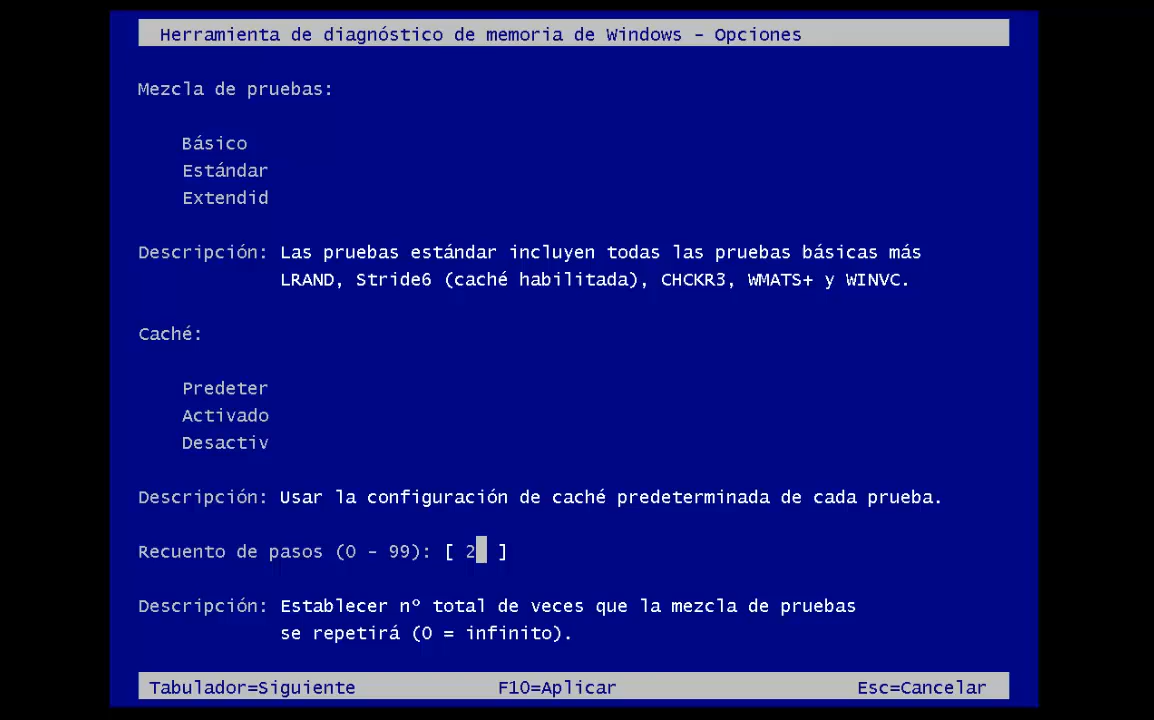 Herramienta de diagnóstico de memoria de Windows - Opciones
Mezcla de pruebas:
Básico
Estándar
Extendid
Descripción: Las pruebas estándar incluyen todas las pruebas básicas más
LRAND, Stride6 (caché habilitada), CHCKR3, WMATS+ y WINVC.
Caché:
Predeter
Activado
Desactiv
Descripción: Usar la configuración de caché predeterminada de cada prueba.
Recuento de pasos (0 - 99): [ 2 ]
Descripción: Establecer nº total de veces que la mezcla de pruebas
se repetirá (0 = infinito).
Tabulador=Siguiente F10=Aplicar Esc=Cancelar